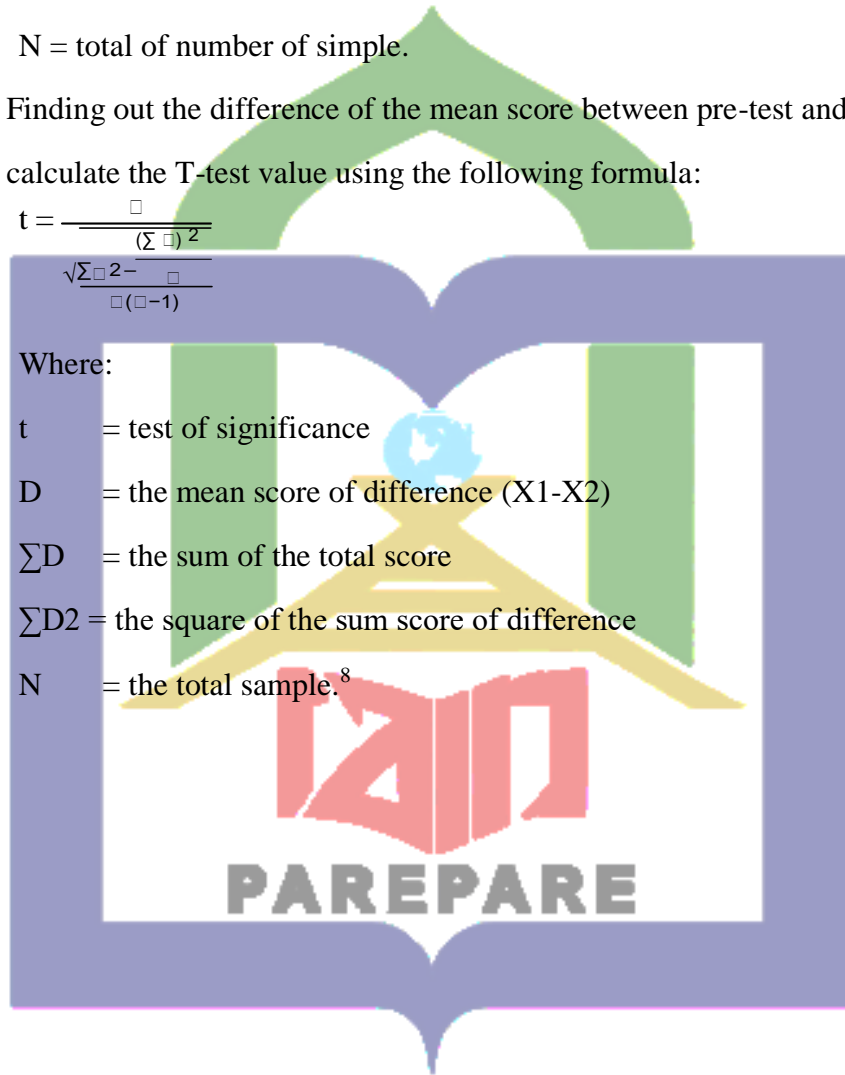 N = total of number of simple.
Finding out the difference of the mean score between pre-test and
calculate the T-test value using the following formula:
t = □
(∑ □) 2
√∑□ 2− □
□(□−1)
Where:
t = test of significance
D = the mean score of difference (X1-X2)
∑D = the sum of the total score
∑D2 = the square of the sum score of difference
N = the total sample.8
iain
PAREPARE